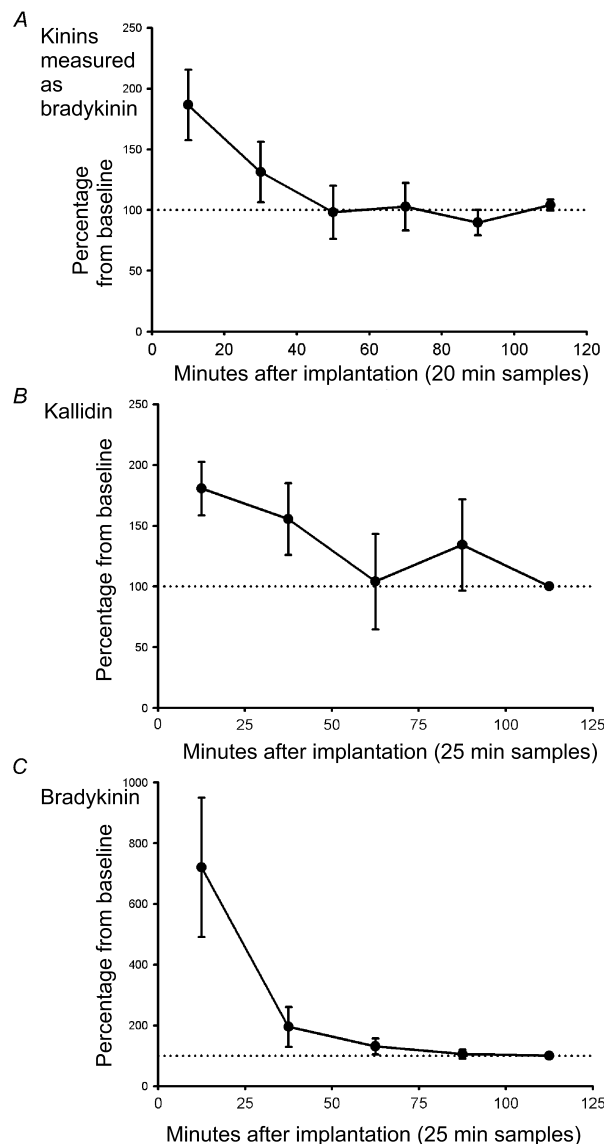 A
Kinins
measured
as
bradykinin
Percentage
from baseline
250
200
150
100
50
0
0 20 40 60 80 100 120
Minutes after implantation (20 min samples)
B
Kallidin
Percentage from baseline
250
200
150
100
50
0
0 25 50 75 100 125
Minutes after implantation (25 min samples)
C
Bradykinin
Percentage from baseline
1000
800
600
400
200
0
0 25 50 75 100 125
Minutes after implantation (25 min samples)